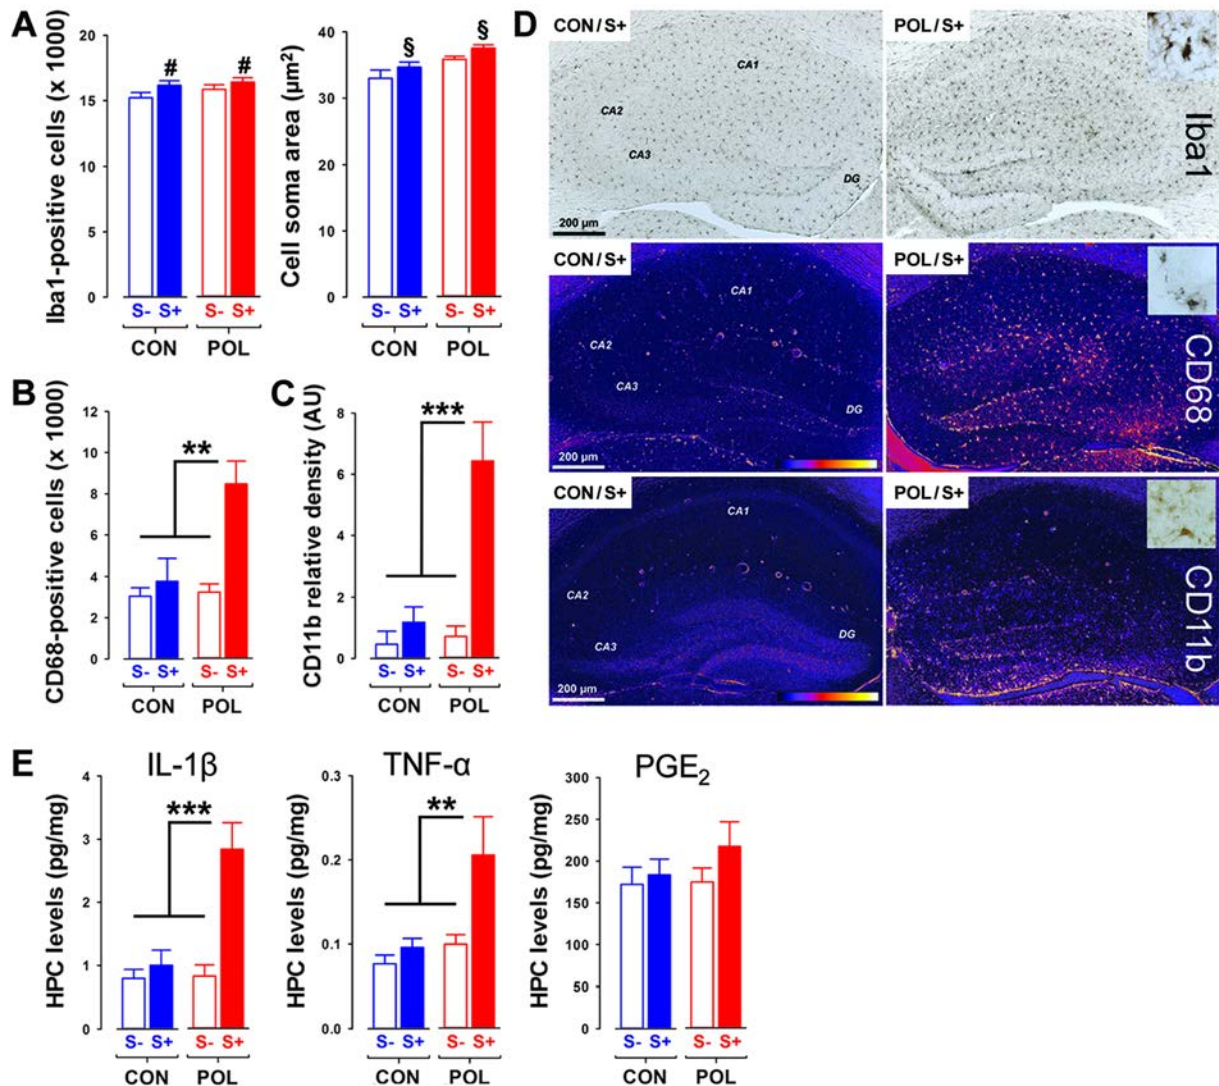 A
Iba1-positive cells (x 1000)
20
15
10
5
0
# #
S- S+ S- S+
CON POL
Cell soma area (µm²)
40
30
20
10
0
§ §
S- S+ S- S+
CON POL
B
CD68-positive cells (x 1000)
12
10
8
6
4
2
0
**
S- S+ S- S+
CON POL
C
CD11b relative density (AU)
8
6
4
2
0
***
S- S+ S- S+
CON POL
D
CON/S+
CA1
CA2
CA3
DG
200 µm
POL/S+
Iba1
CON/S+
CA1
CA2
CA3
DG
200 µm
POL/S+
CD68
CON/S+
CA1
CA2
CA3
DG
200 µm
POL/S+
CD11b
E
IL-1β
HPC levels (pg/mg)
4
3
2
1
0
***
S- S+ S- S+
CON POL
TNF-α
HPC levels (pg/mg)
0.3
0.2
0.1
0.0
**
S- S+ S- S+
CON POL
PGE₂
HPC levels (pg/mg)
300
250
200
150
100
50
0
S- S+ S- S+
CON POL